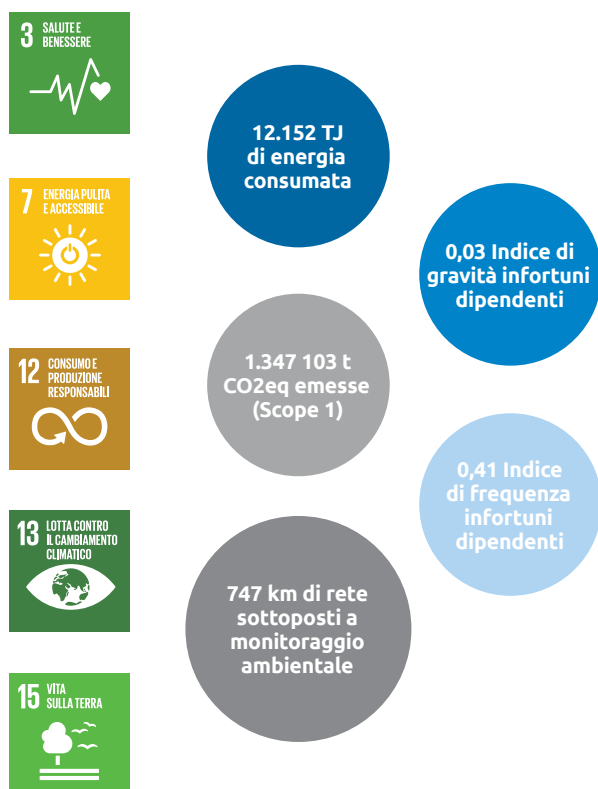 3 SALUTE E
BENESSERE
7 ENERGIA PULITA
E ACCESSIBILE
12 CONSUMO E
PRODUZIONE
RESPONSABILI
13 LOTTA CONTRO
IL CAMBIAMENTO
CLIMATICO
15 VITA
SULLA TERRA
12.152 TJ
di energia
consumata
1.347 103 t
CO2eq emesse
(Scope 1)
747 km di rete
sottoposti a
monitoraggio
ambientale
0,03 Indice di
gravità infortuni
dipendenti
0,41 Indice
di frequenza
infortuni
dipendenti